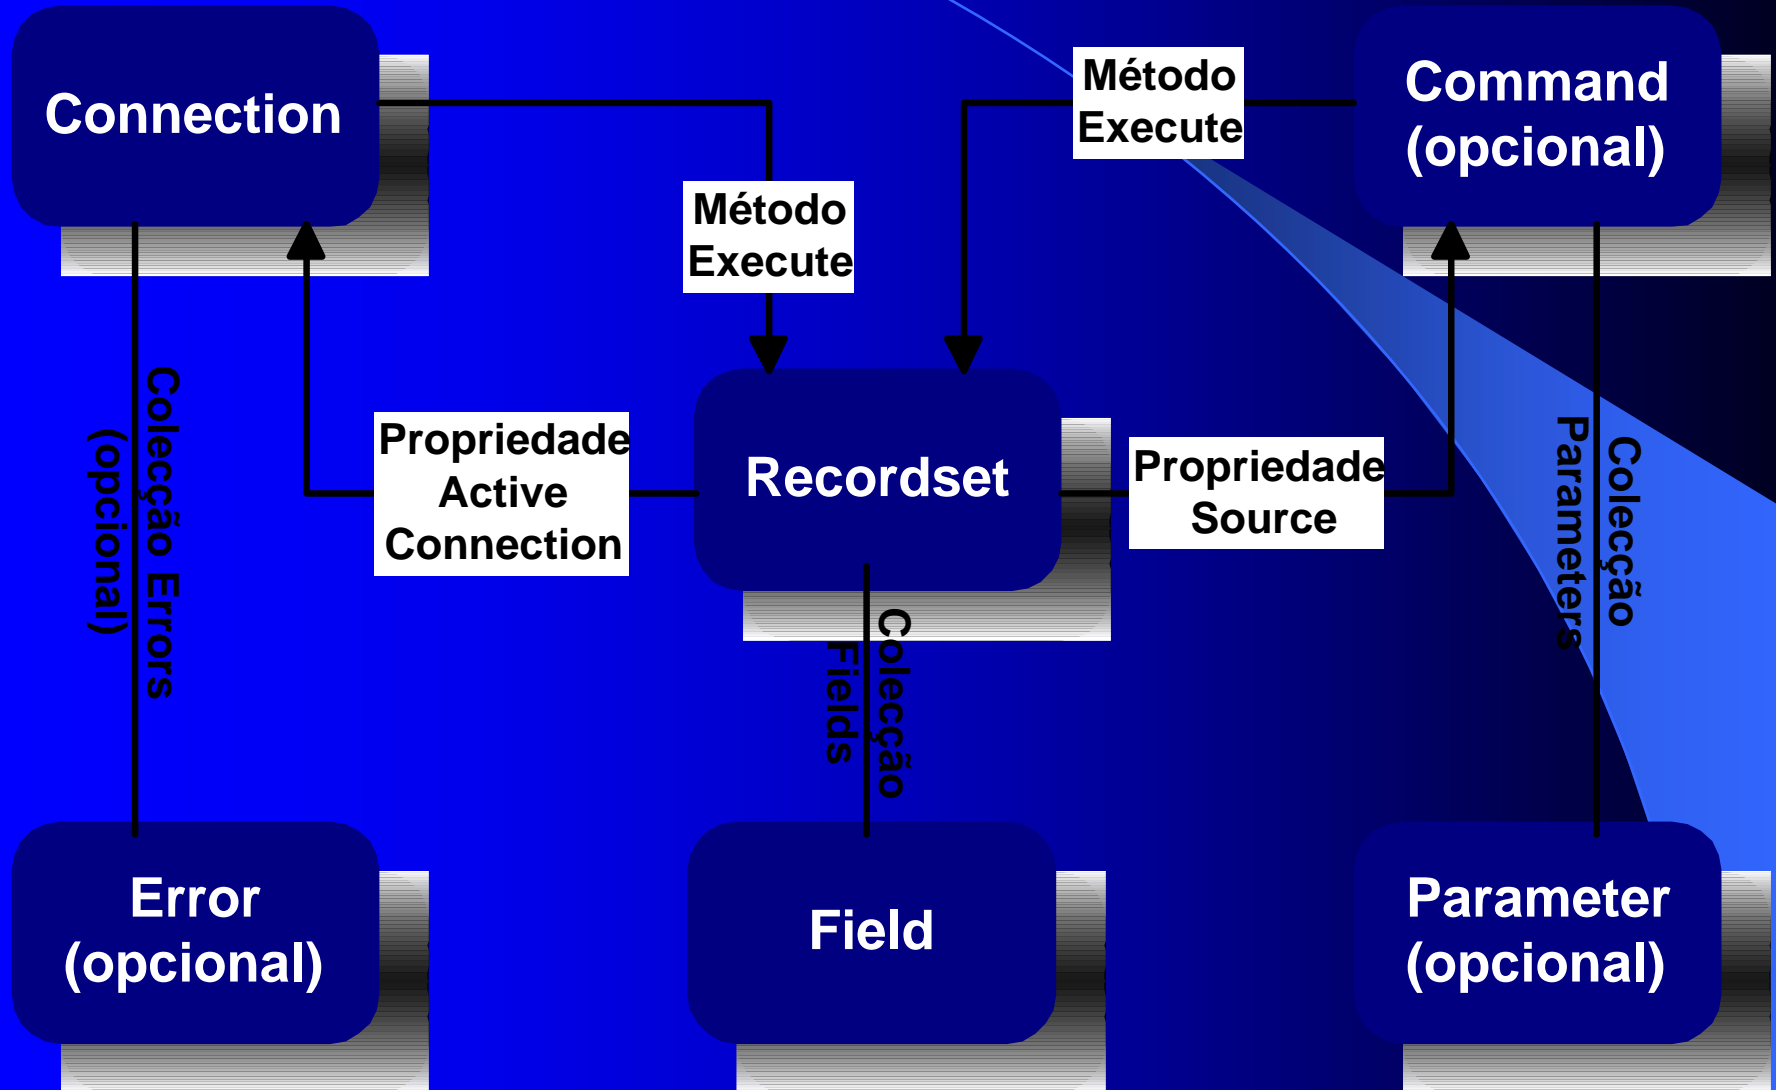 Connection
Método
Execute
Command
(opcional)
Método
Execute
Colecção Errors
(opcional)
Propriedade
Active
Connection
Recordset
Propriedade
Source
Colecção
Parameters
Colecção
Fields
Error
(opcional)
Field
Parameter
(opcional)